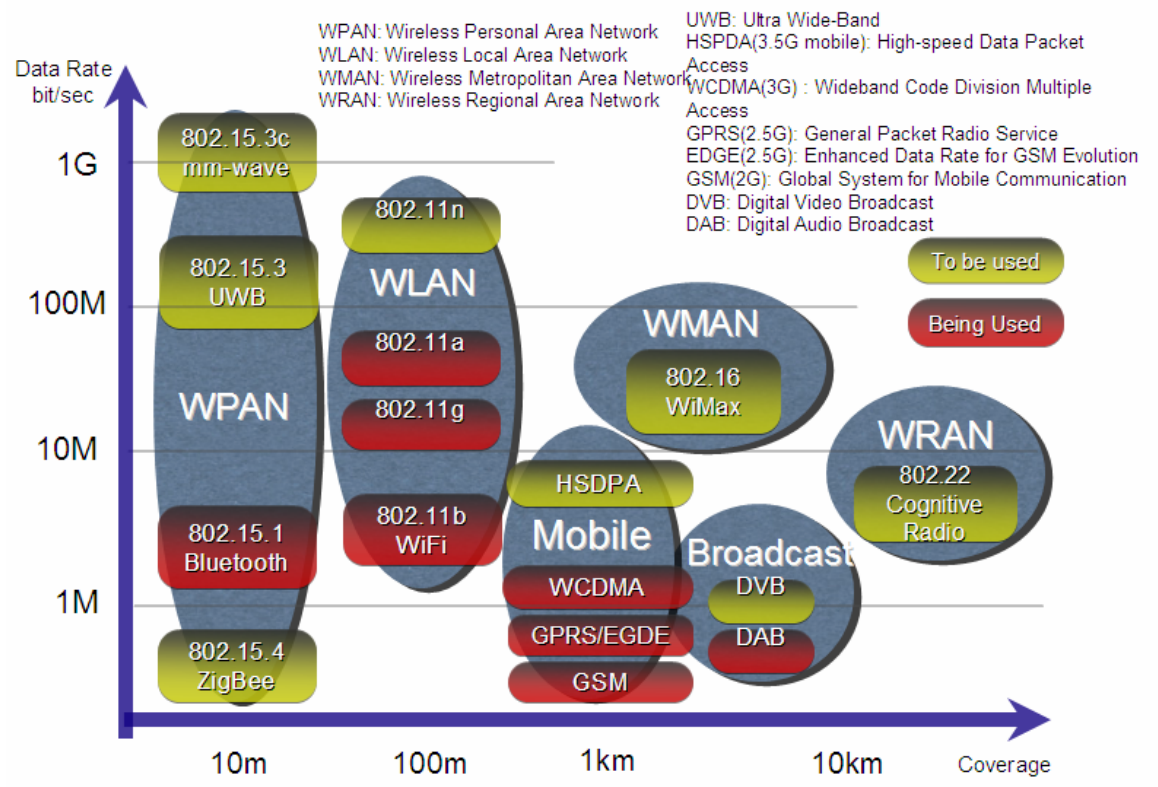 WPAN: Wireless Personal Area Network
WLAN: Wireless Local Area Network
WMAN: Wireless Metropolitan Area Network
WRAN: Wireless Regional Area Network
UWB: Ultra Wide-Band
HSPDA(3.5G mobile): High-speed Data Packet
Access
WCDMA(3G) : Wideband Code Division Multiple
Access
GPRS(2.5G): General Packet Radio Service
EDGE(2.5G): Enhanced Data Rate for GSM Evolution
GSM(2G): Global System for Mobile Communication
DVB: Digital Video Broadcast
DAB: Digital Audio Broadcast
To be used
Being Used
Data Rate
bit/sec
1G
100M
10M
1M
802.15.3c
mm-wave
802.15.3
UWB
WPAN
802.15.1
Bluetooth
802.15.4
ZigBee
802.11n
WLAN
802.11a
802.11g
802.11b
WiFi
HSDPA
Mobile
WCDMA
GPRS/EGDE
GSM
WMAN
802.16
WiMax
Broadcast
DVB
DAB
WRAN
802.22
Cognitive
Radio
10m
100m
1km
10km
Coverage